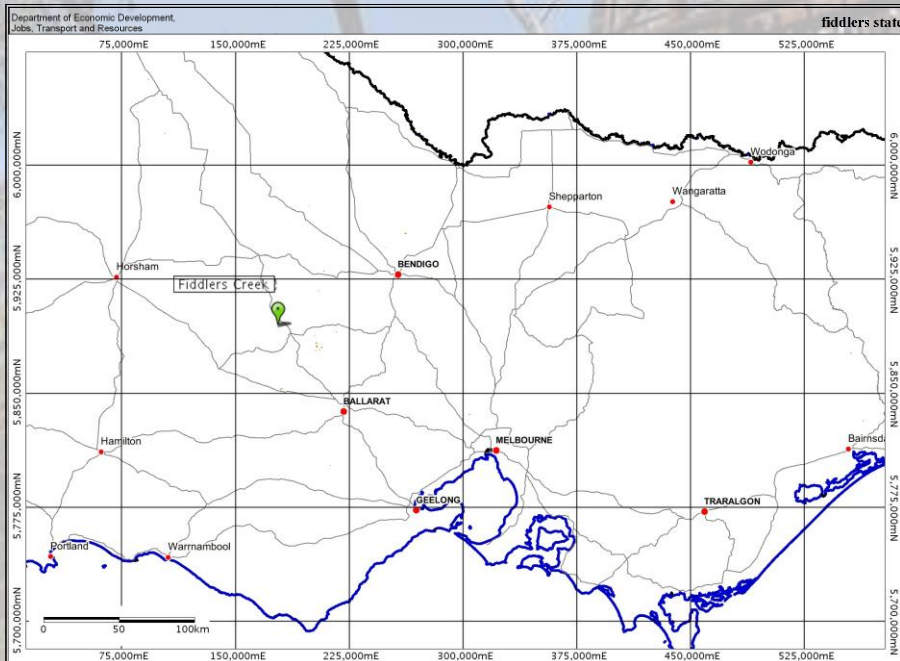 Department of Economic Development,
Jobs, Transport and Resources
fiddlers state
75,000mE 150,000mE 225,000mE 300,000mE 375,000mE 450,000mE 525,000mE
6,000,000mN 6,000,000mN
Wodonga
Shepparton Wangaratta
Horsham BENDIGO
5,925,000mN 5,925,000mN
Fiddlers Creek
5,850,000mN 5,850,000mN
BALLARAT
Hamilton MELBOURNE Bairnsda
5,775,000mN GEELONG TRARALGON 5,775,000mN
Portland Warrnambool
5,700,000mN 5,700,000mN
0 50 100km
75,000mE 150,000mE 225,000mE 300,000mE 375,000mE 450,000mE 525,000mE